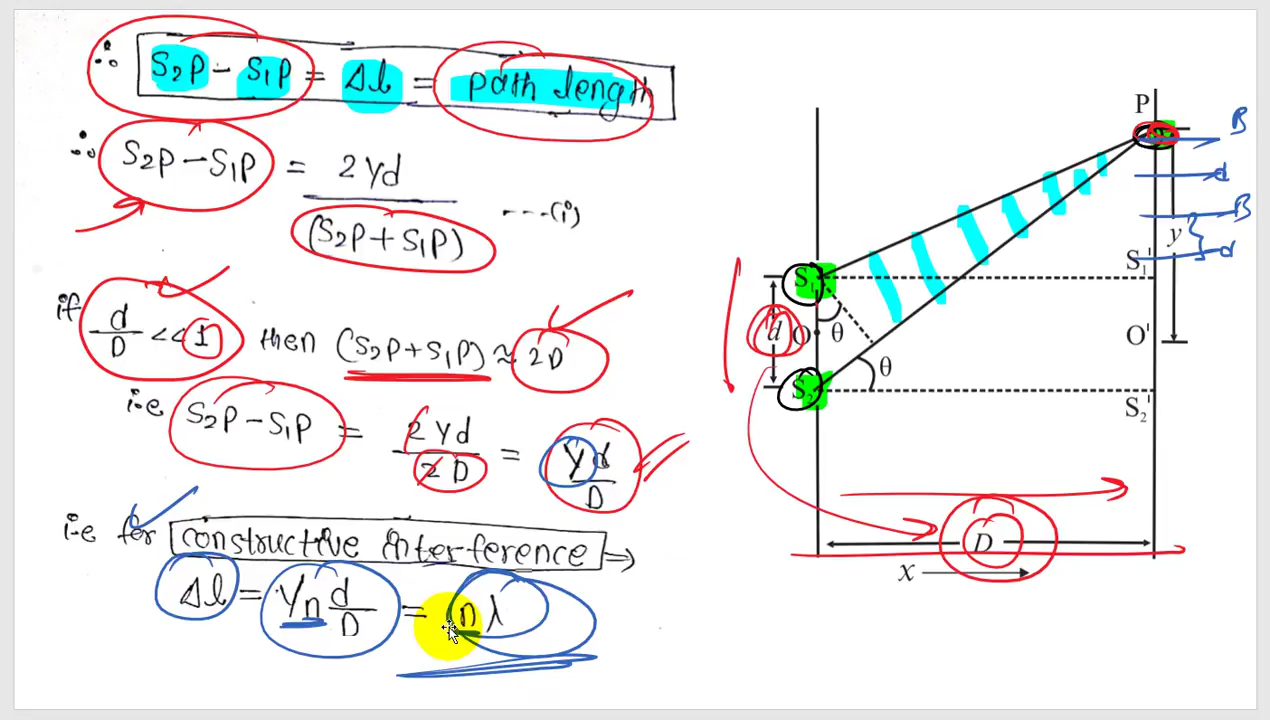 ∴ S₂P − S₁P = Δl = path length
∴ S₂P − S₁P = 2Yd / (S₂P + S₁P) ---(i)
if d/D << 1 then (S₂P + S₁P) ≈ 2D
i.e S₂P − S₁P = 2Yd / 2D = Yd / D
i.e for constructive interference →
Δl = Yₙ d/D = nλ
P
B
d
B
y
d
S₁
S₁'
d
O
θ
O'
θ
S₂
S₂'
D
x